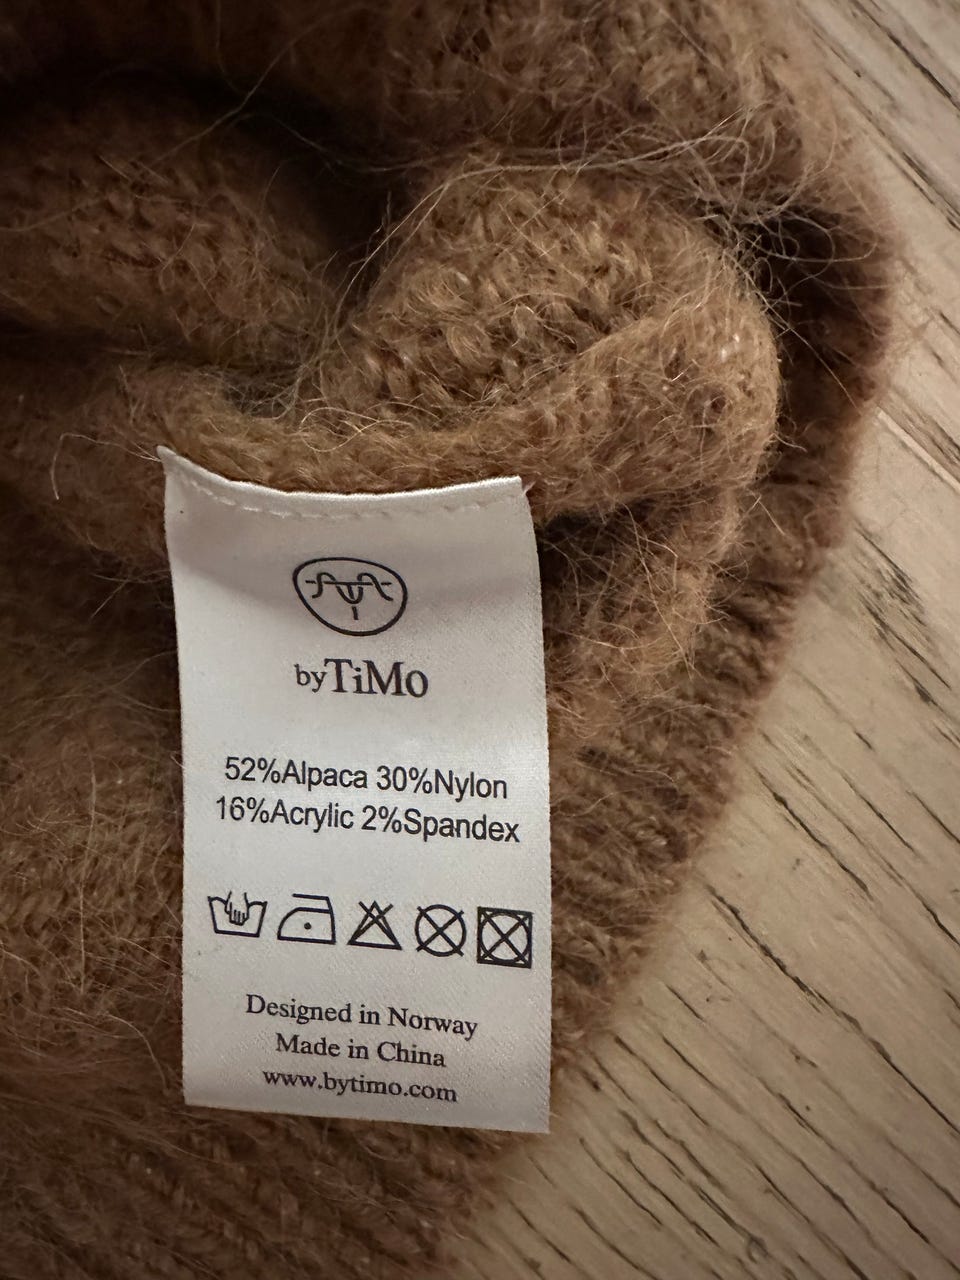 byTiMo
52%Alpaca 30%Nylon
16%Acrylic 2%Spandex
Designed in Norway
Made in China
www.bytimo.com